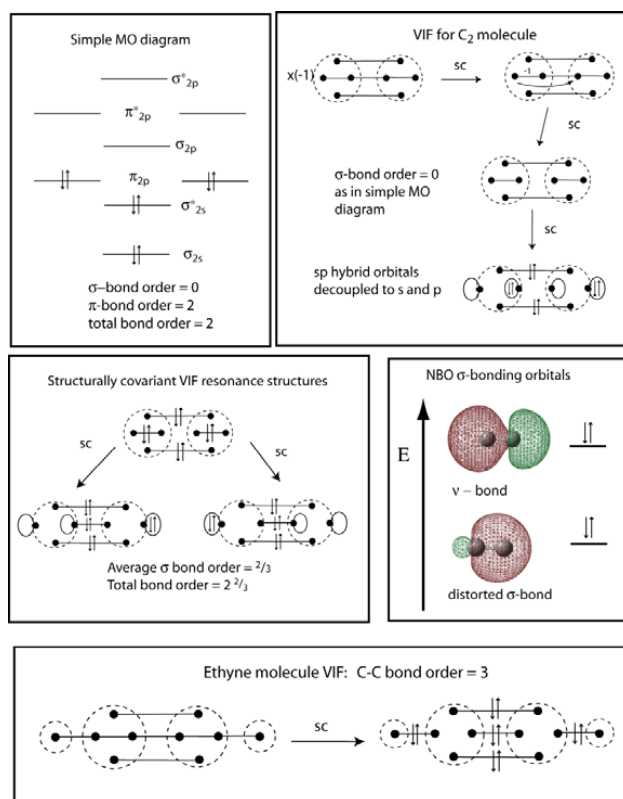 Simple MO diagram
σ*2p
π*2p
σ2p
π2p
σ*2s
σ2s
σ–bond order = 0
π-bond order = 2
total bond order = 2
VIF for C2 molecule
x(-1)
sc
-1
sc
σ-bond order = 0
as in simple MO
diagram
sc
sp hybrid orbitals
decoupled to s and p
Structurally covariant VIF resonance structures
sc
sc
Average σ bond order = 2/3
Total bond order = 2 2/3
NBO σ-bonding orbitals
E
ν – bond
distorted σ-bond
Ethyne molecule VIF: C-C bond order = 3
sc